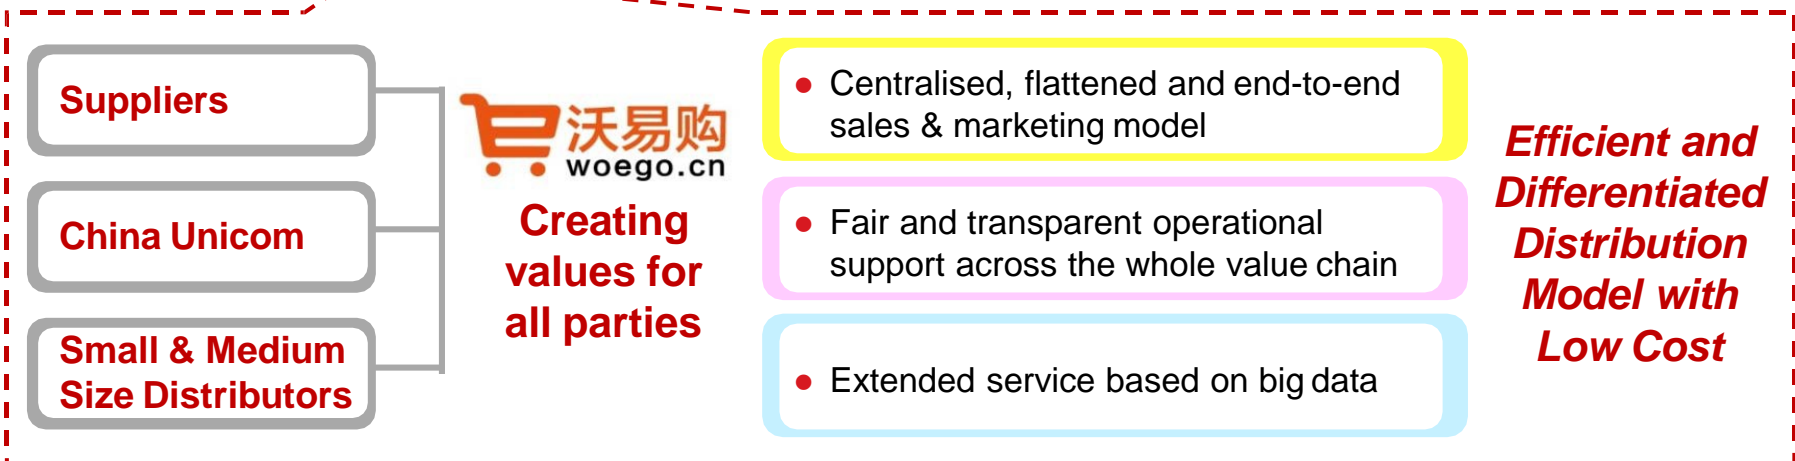 Suppliers
China Unicom
Small & Medium
Size Distributors
沃易购
woego.cn
Creating
values for
all parties
● Centralised, flattened and end-to-end
sales & marketing model
● Fair and transparent operational
support across the whole value chain
● Extended service based on big data
Efficient and
Differentiated
Distribution
Model with
Low Cost